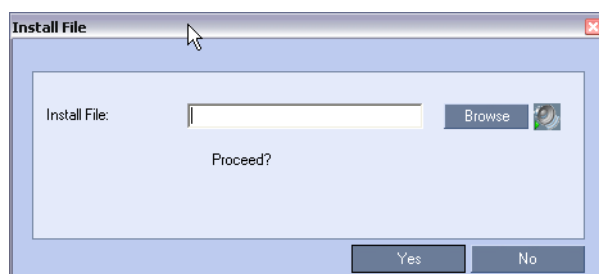 Install File
Install File:
Browse
Proceed?
Yes
No